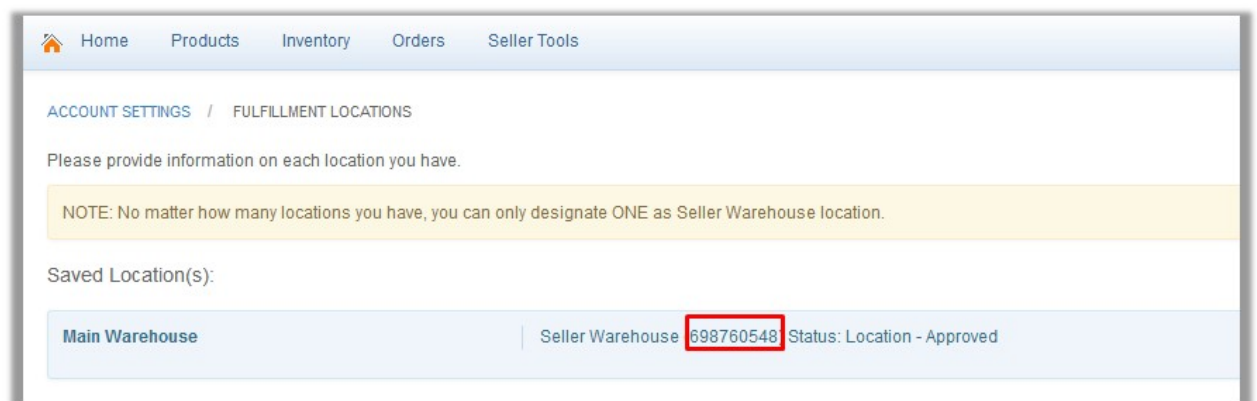 Home Products Inventory Orders Seller Tools
ACCOUNT SETTINGS / FULFILLMENT LOCATIONS
Please provide information on each location you have.
NOTE: No matter how many locations you have, you can only designate ONE as Seller Warehouse location.
Saved Location(s):
Main Warehouse Seller Warehouse 698760548 Status: Location - Approved